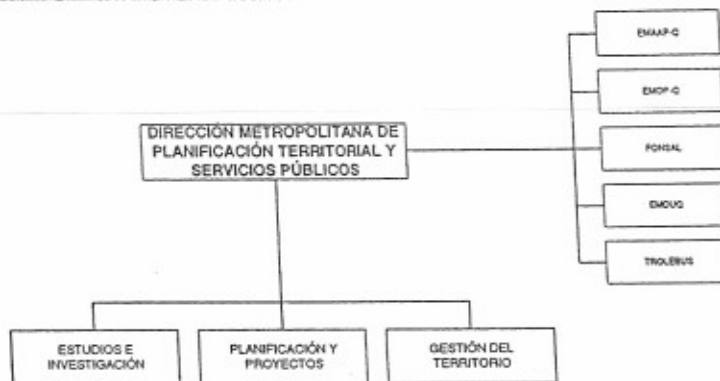 EMAAP-Q
EMOP-Q
DIRECCIÓN METROPOLITANA DE
PLANIFICACIÓN TERRITORIAL Y
SERVICIOS PÚBLICOS
FONSAL
EMDUQ
TROLEBUS
ESTUDIOS E
INVESTIGACIÓN
PLANIFICACIÓN Y
PROYECTOS
GESTIÓN DEL
TERRITORIO